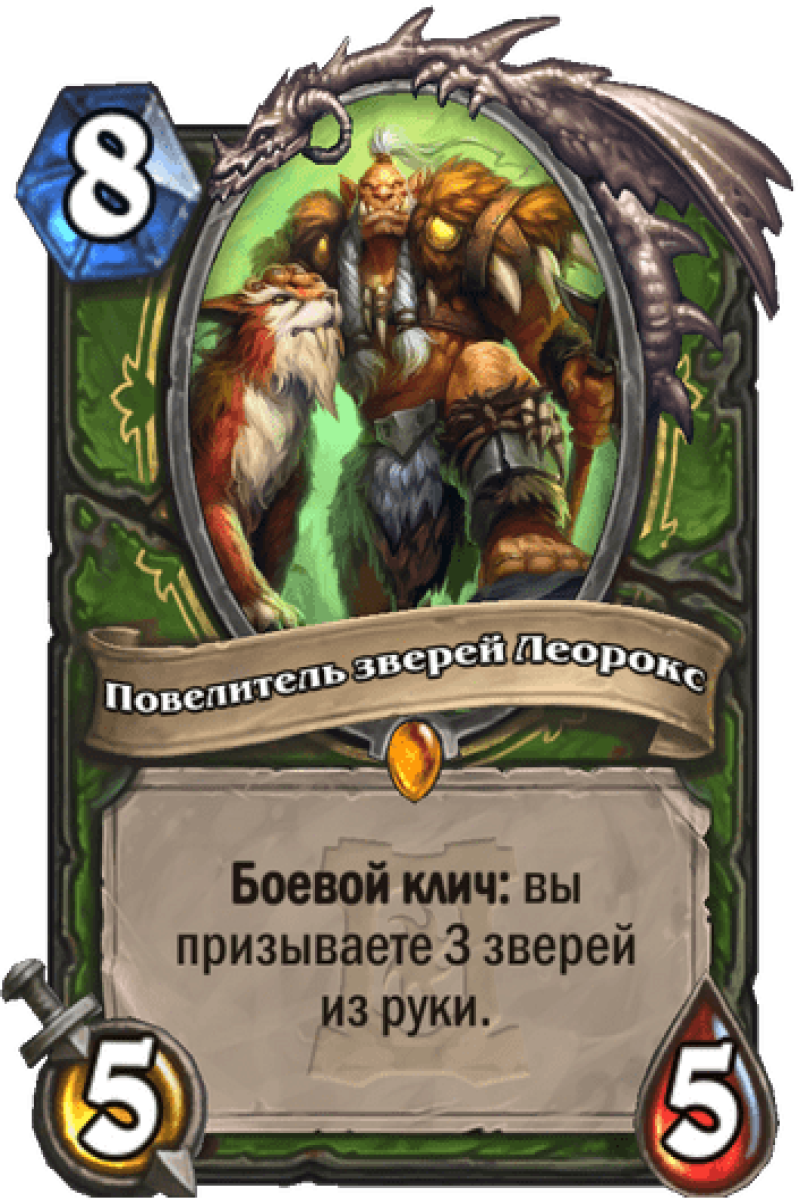 8
Повелитель зверей Леорокс
Боевой клич: вы
призываете 3 зверей
из руки.
5
5